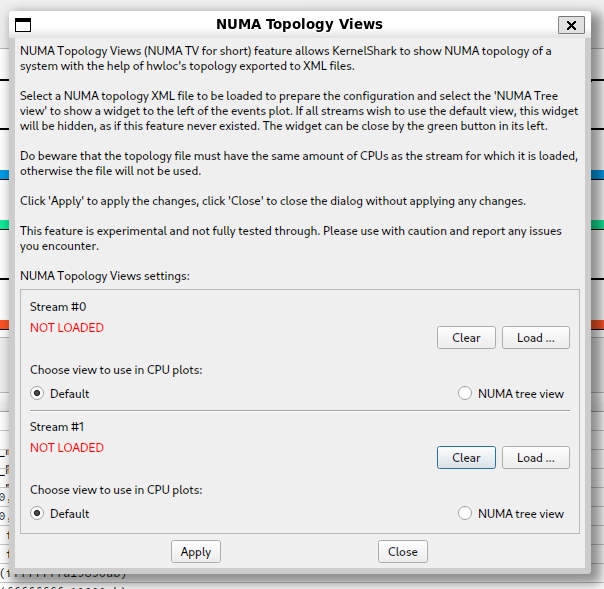 NUMA Topology Views
NUMA Topology Views (NUMA TV for short) feature allows KernelShark to show NUMA topology of a
system with the help of hwloc's topology exported to XML files.
Select a NUMA topology XML file to be loaded to prepare the configuration and select the 'NUMA Tree
view' to show a widget to the left of the events plot. If all streams wish to use the default view, this widget
will be hidden, as if this feature never existed. The widget can be close by the green button in its left.
Do beware that the topology file must have the same amount of CPUs as the stream for which it is loaded,
otherwise the file will not be used.
Click 'Apply' to apply the changes, click 'Close' to close the dialog without applying any changes.
This feature is experimental and not fully tested through. Please use with caution and report any issues
you encounter.
NUMA Topology Views settings:
Stream #0
NOT LOADED
Clear Load ...
Choose view to use in CPU plots:
Default NUMA tree view
Stream #1
NOT LOADED
Clear Load ...
Choose view to use in CPU plots:
Default NUMA tree view
Apply Close